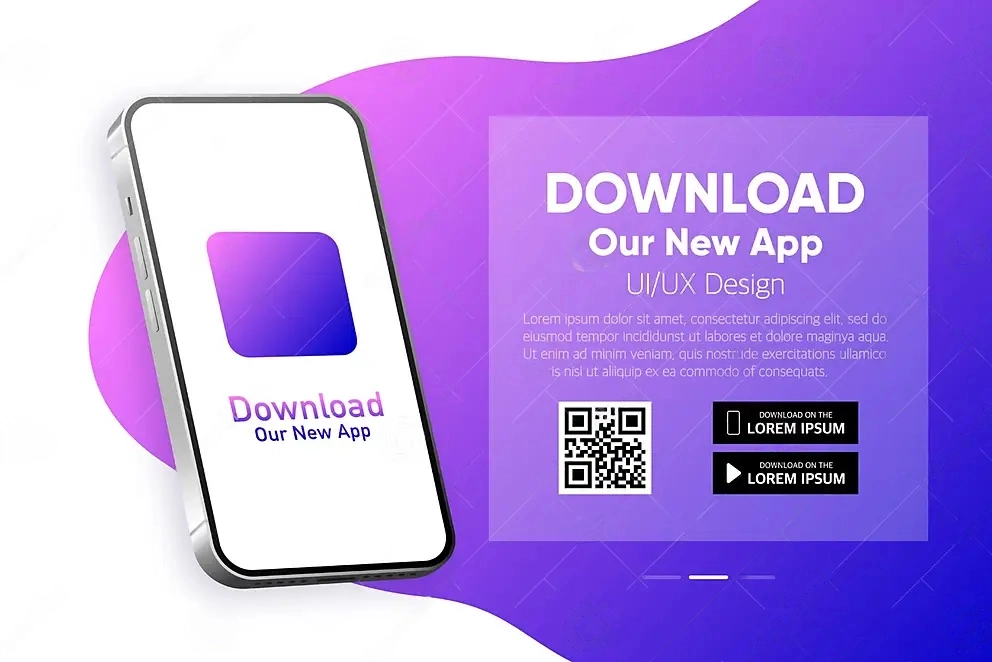 Download
Our New App
DOWNLOAD
Our New App
UI/UX Design
Lorem ipsum dolor sit amet, consectetur adipiscing elit, sed do
eiusmod tempor incididunt ut labores et dolore maginya aqua.
Ut enim ad minim veniam, quis nostrude exercitations ullamico
is nisi ut aliiquip ex ea commodo of consequats.
DOWNLOAD ON THE
LOREM IPSUM
DOWNLOAD ON THE
LOREM IPSUM